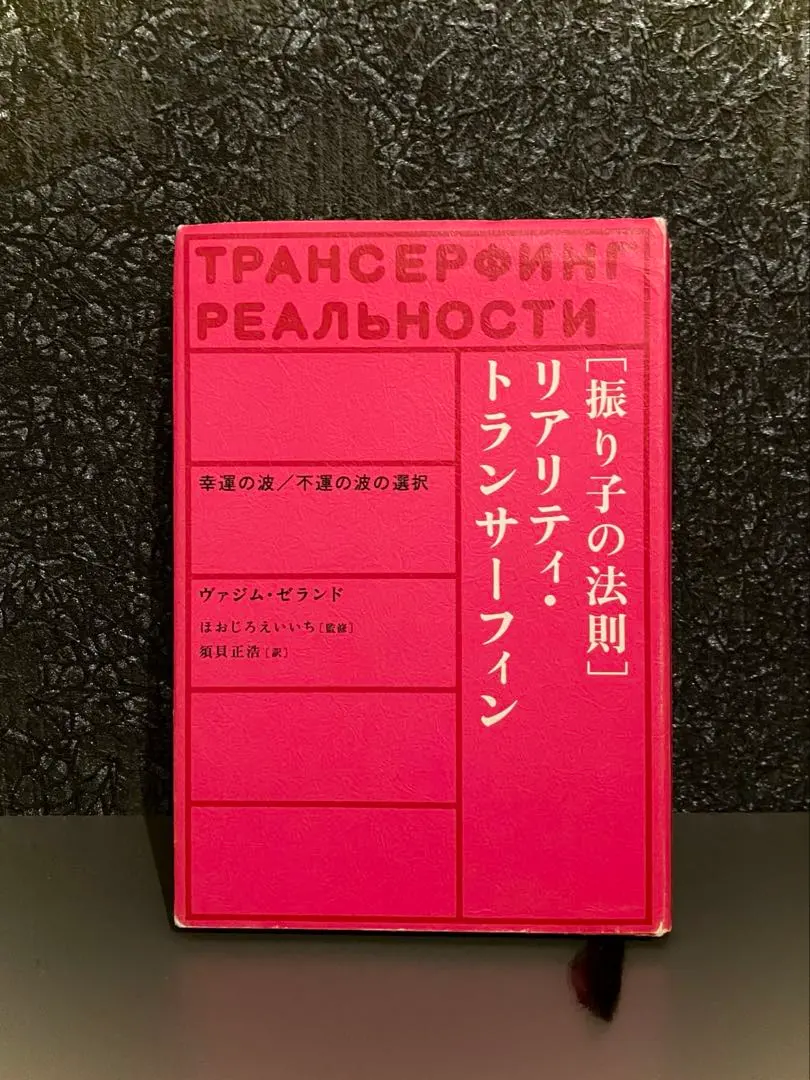 ТРАНСЕРФИНГ
РЕАЛЬНОСТИ
[振り子の法則]
リアリティ・
トランサーフィン
幸運の波／不運の波の選択
ヴァジム・ゼランド
ほおじろえいいち[監修]
須貝正浩[訳]